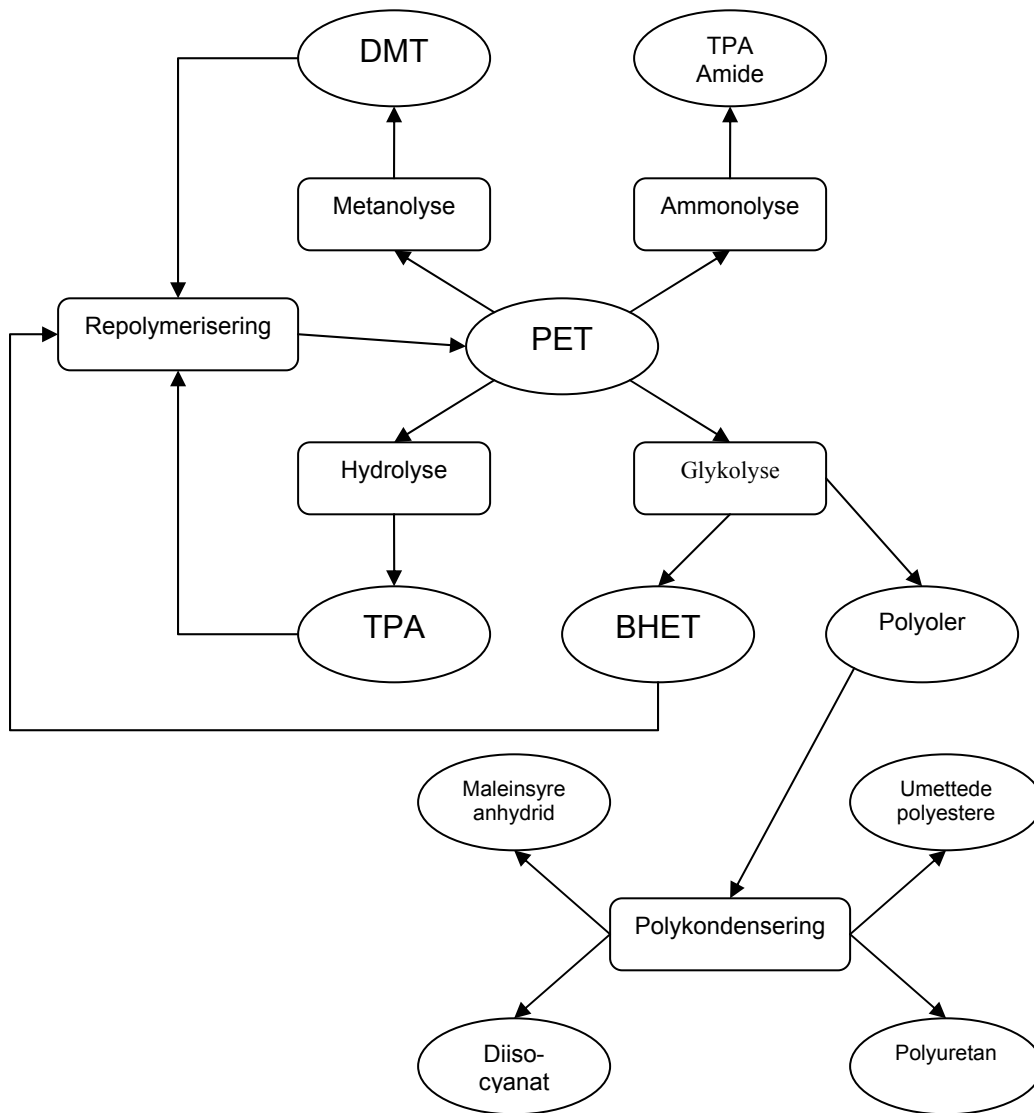 DMT
TPA
Amide
Metanolyse
Ammonolyse
Repolymerisering
PET
Hydrolyse
Glykolyse
TPA
BHET
Polyoler
Maleinsyre
anhydrid
Umettede
polyestere
Polykondensering
Diiso-
cyanat
Polyuretan